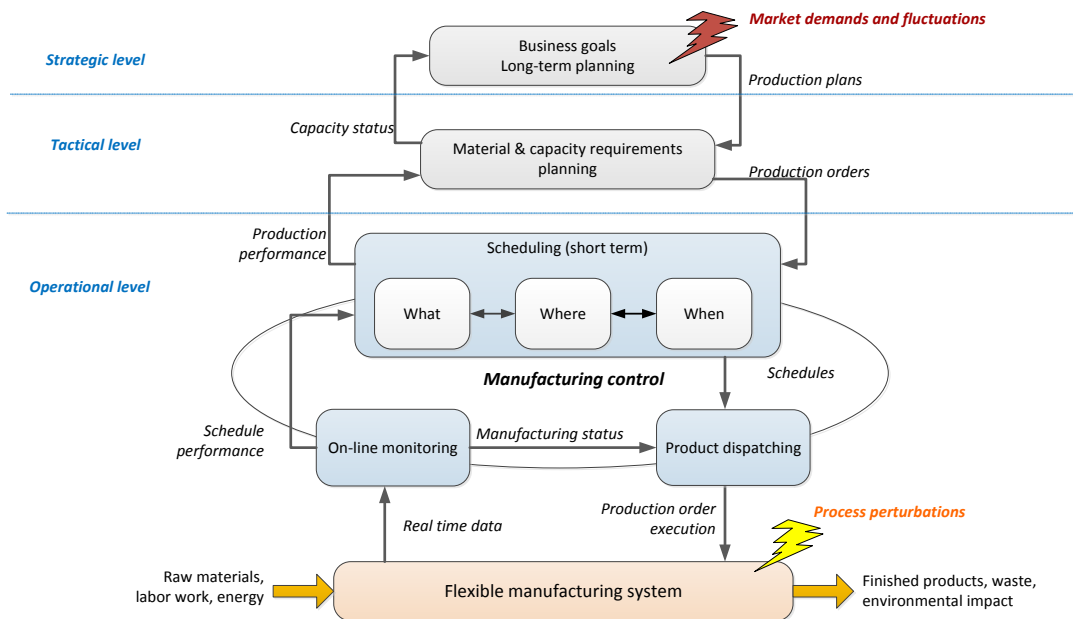 Market demands and fluctuations
Strategic level
Business goals
Long-term planning
Production plans
Capacity status
Tactical level
Material & capacity requirements
planning
Production orders
Production
performance
Scheduling (short term)
Operational level
What
Where
When
Manufacturing control
Schedules
Schedule
performance
On-line monitoring
Manufacturing status
Product dispatching
Real time data
Production order
execution
Process perturbations
Raw materials,
labor work, energy
Flexible manufacturing system
Finished products, waste,
environmental impact